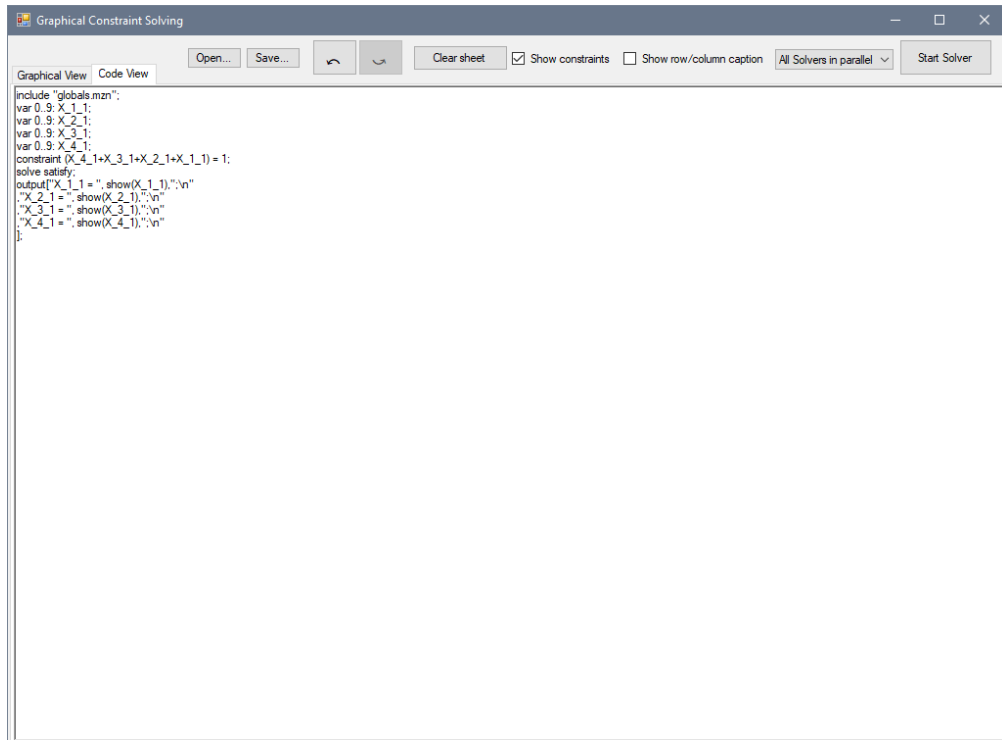 Graphical Constraint Solving
Open... Save... Clear sheet Show constraints Show row/column caption All Solvers in parallel Start Solver
Graphical View Code View
include "globals.mzn";
var 0..9: X_1_1;
var 0..9: X_2_1;
var 0..9: X_3_1;
var 0..9: X_4_1;
constraint (X_4_1+X_3_1+X_2_1+X_1_1) = 1;
solve satisfy;
output["X_1_1 = ", show(X_1_1),";\n"
,"X_2_1 = ", show(X_2_1),";\n"
,"X_3_1 = ", show(X_3_1),";\n"
,"X_4_1 = ", show(X_4_1),";\n"
];